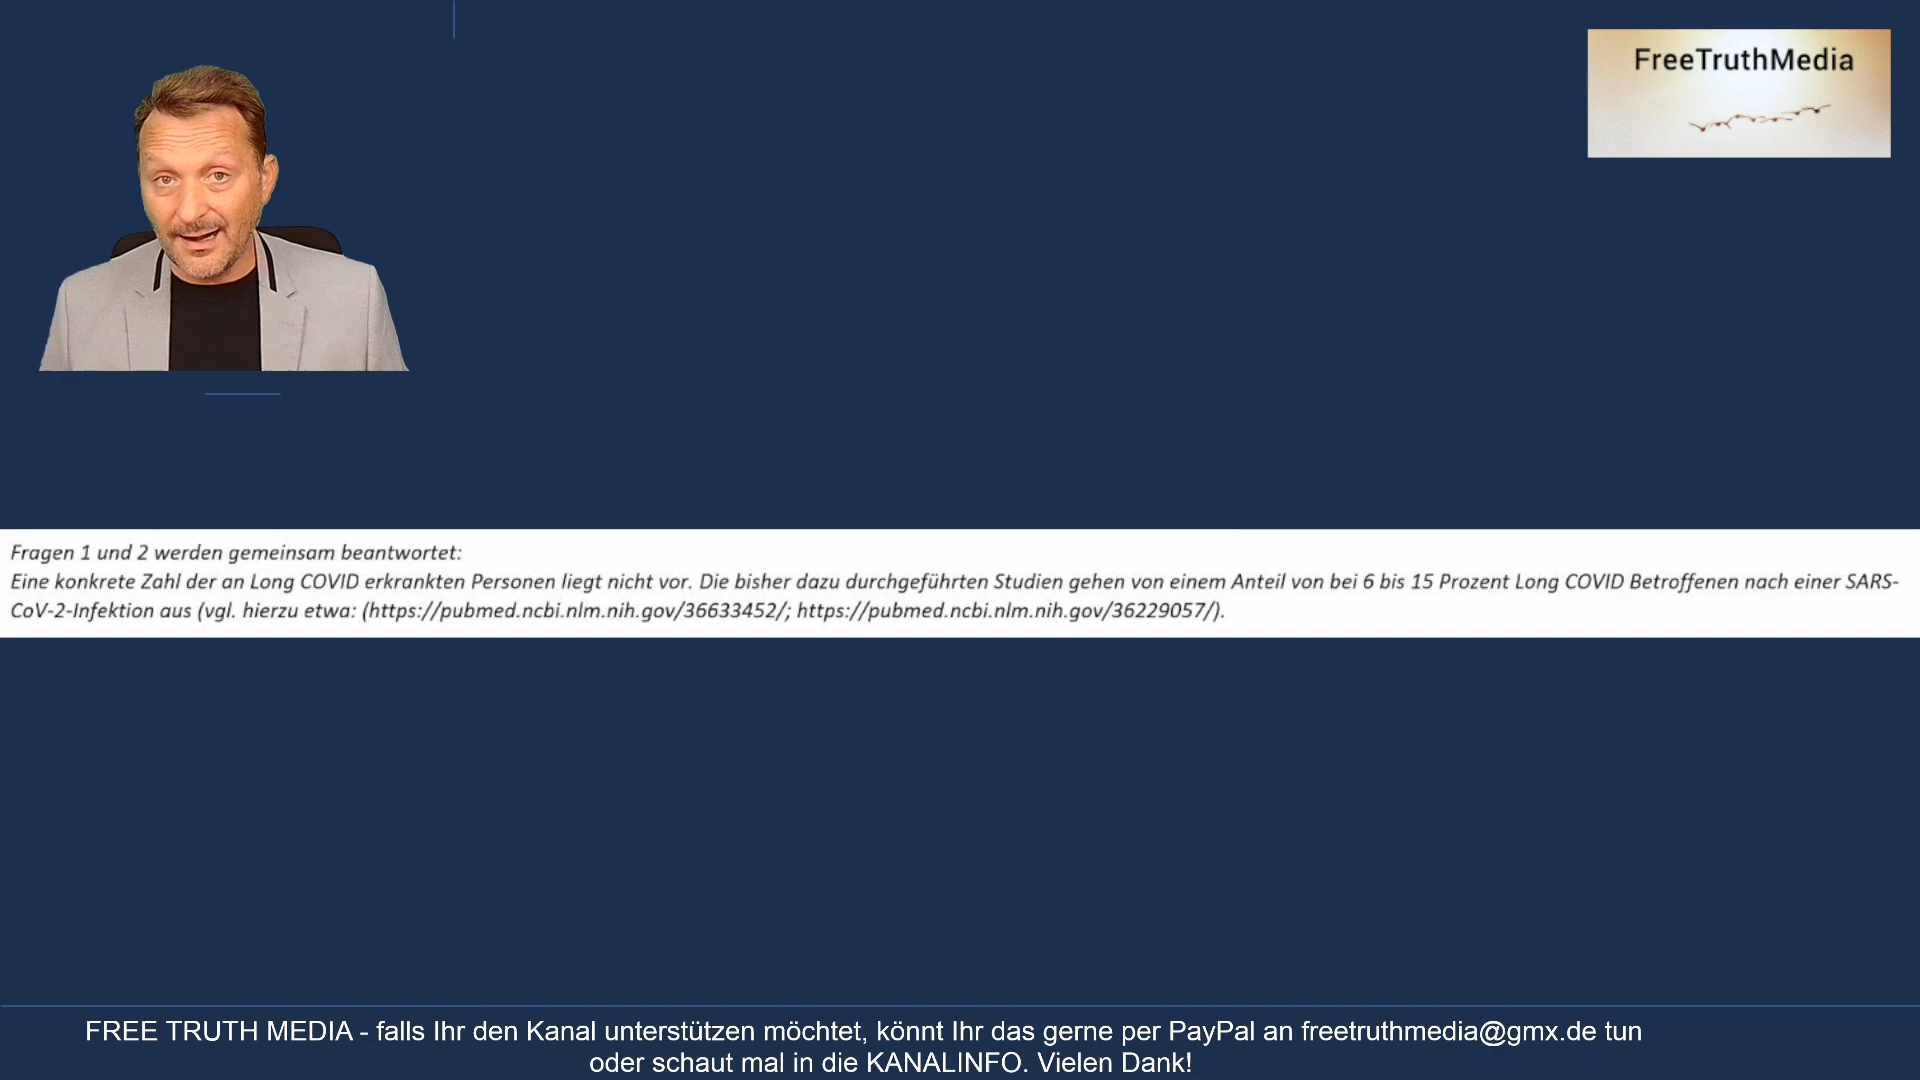 FreeTruthMedia
Fragen 1 und 2 werden gemeinsam beantwortet:
Eine konkrete Zahl der an Long COVID erkrankten Personen liegt nicht vor. Die bisher dazu durchgeführten Studien gehen von einem Anteil von bei 6 bis 15 Prozent Long COVID Betroffenen nach einer SARS-
CoV-2-Infektion aus (vgl. hierzu etwa: (https://pubmed.ncbi.nlm.nih.gov/36633452/; https://pubmed.ncbi.nlm.nih.gov/36229057/).
FREE TRUTH MEDIA - falls Ihr den Kanal unterstützen möchtet, könnt Ihr das gerne per PayPal an freetruthmedia@gmx.de tun
oder schaut mal in die KANALINFO. Vielen Dank!